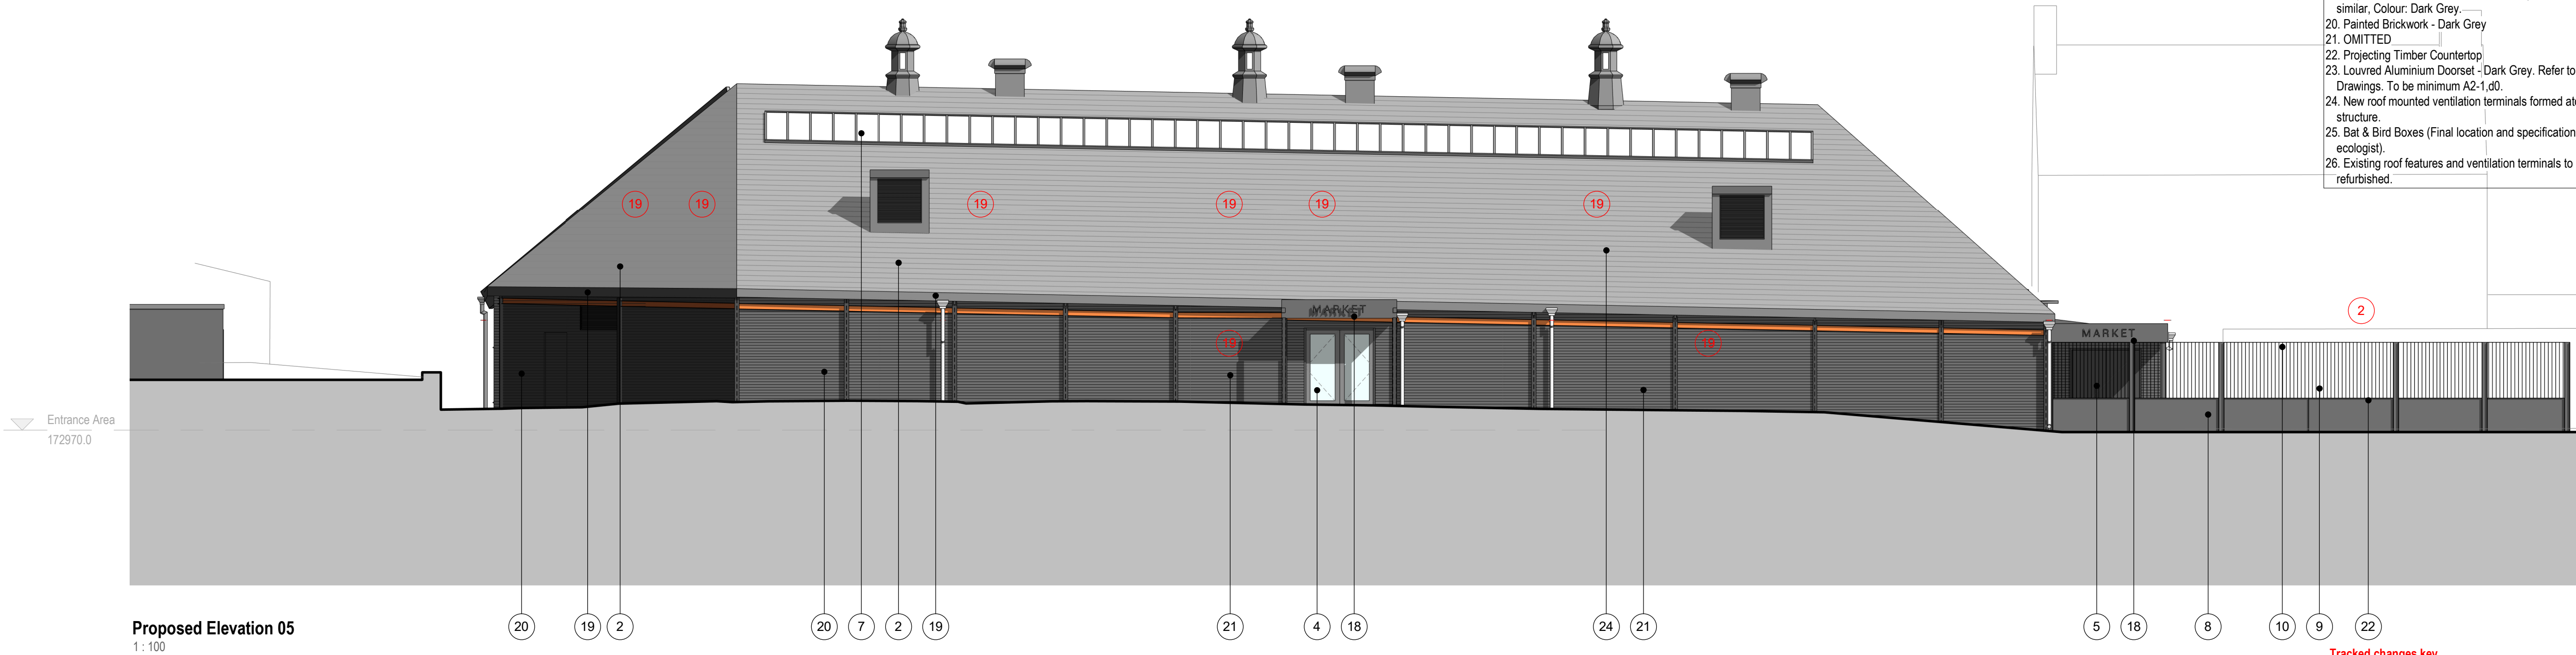 similar, Colour: Dark Grey.
20. Painted Brickwork - Dark Grey
21. OMITTED
22. Projecting Timber Countertop
23. Louvred Aluminium Doorset - Dark Grey. Refer to
Drawings. To be minimum A2-1,d0.
24. New roof mounted ventilation terminals formed
structure.
25. Bat & Bird Boxes (Final location and specification
ecologist).
26. Existing roof features and ventilation terminals to
refurbished.
19 19 19 19 19 19
2
MARKET
MARKET
19 19
Entrance Area
172970.0
20 19 2 20 7 2 19 21 4 18 24 21 5 18 8 10 9 22
Proposed Elevation 05
1 : 100
Tracked changes key